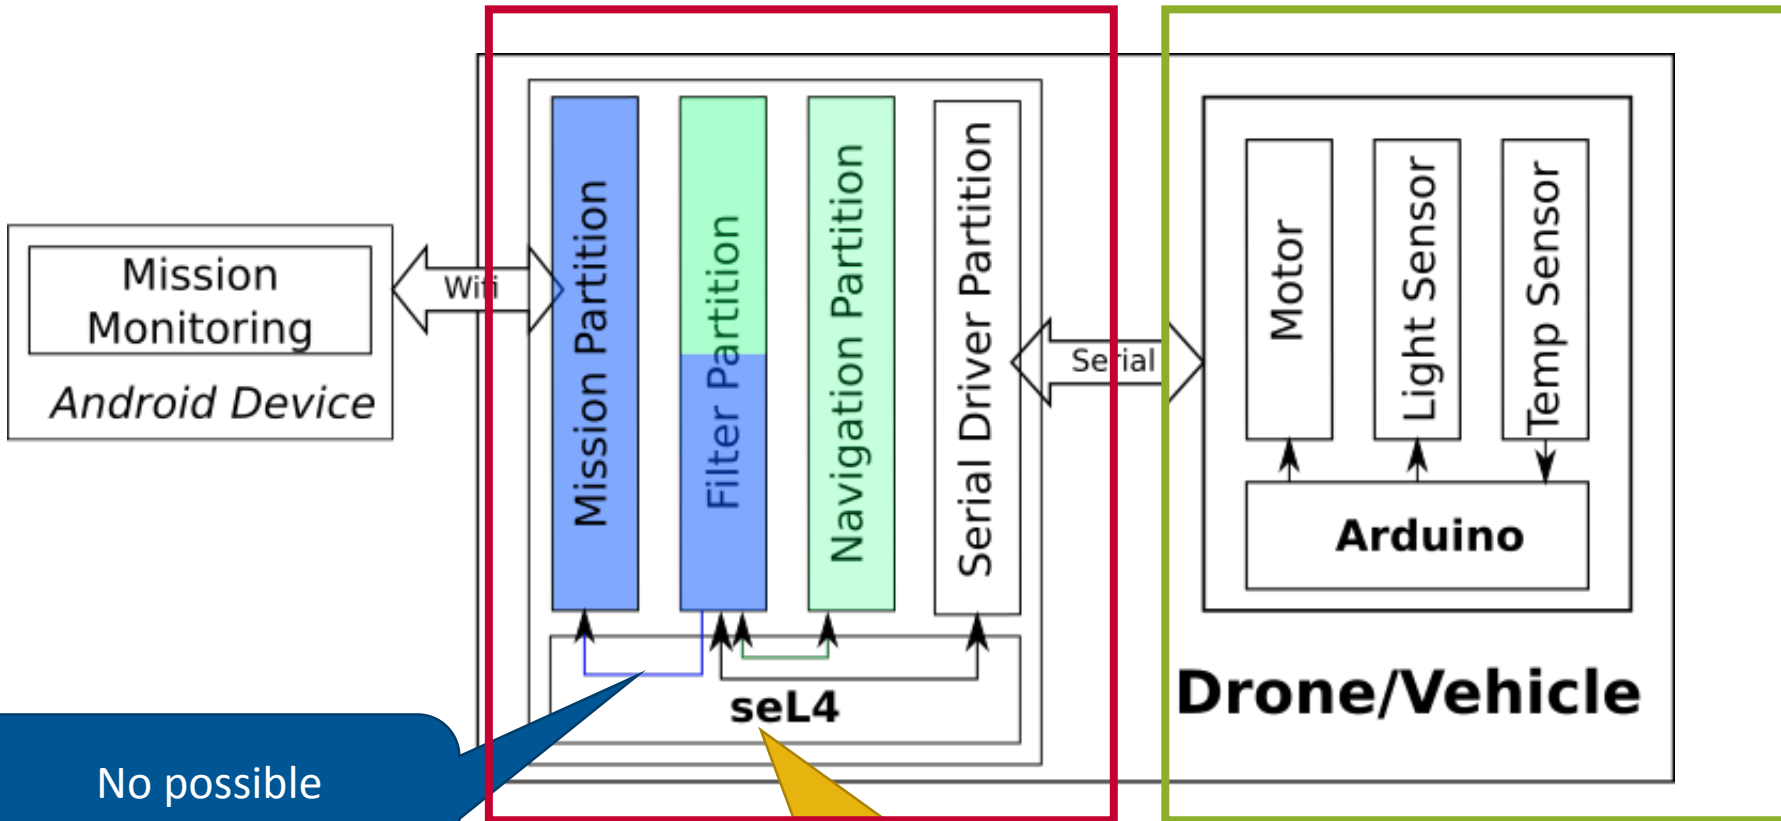 Mission
Monitoring
Android Device
Wifi
Mission Partition
Filter Partition
Navigation Partition
Serial Driver Partition
seL4
Serial
Motor
Light Sensor
Temp Sensor
Arduino
Drone/Vehicle
No possible